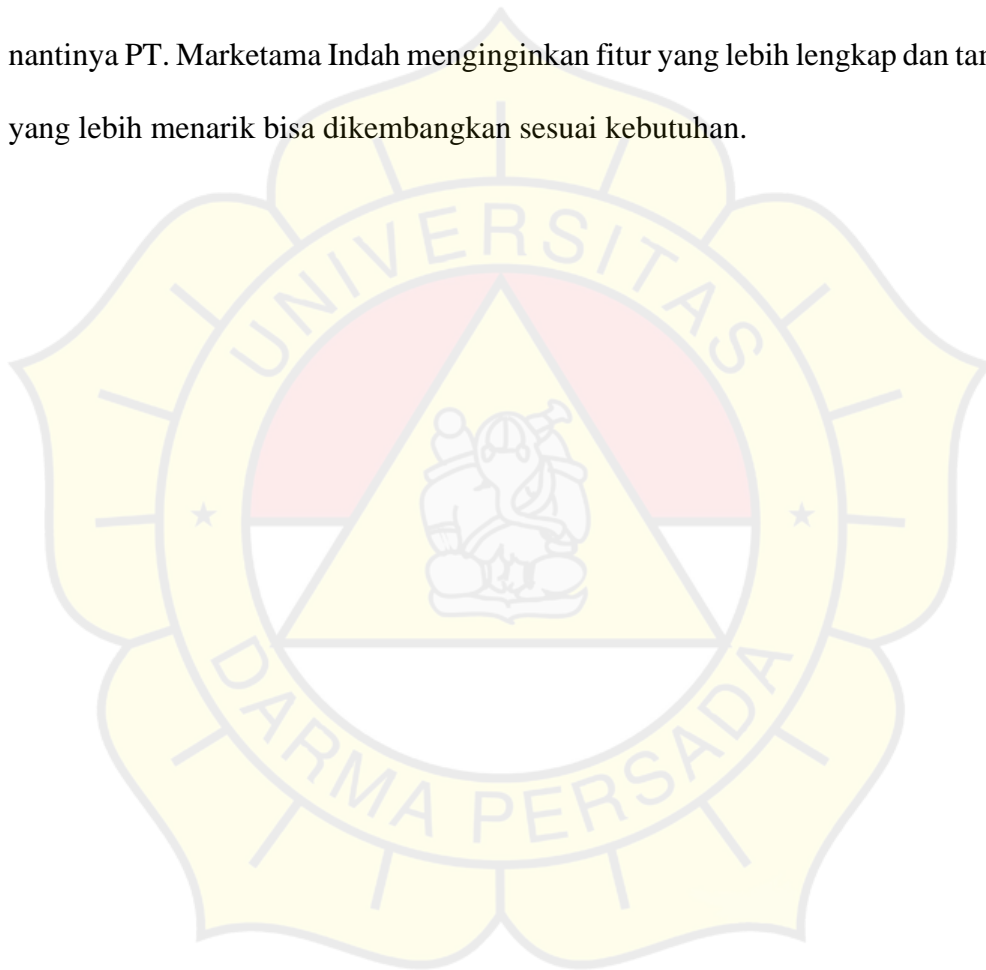 nantinya PT. Marketama Indah menginginkan fitur yang lebih lengkap dan tam
yang lebih menarik bisa dikembangkan sesuai kebutuhan.
UNIVERSITAS
DARMA PERSADA